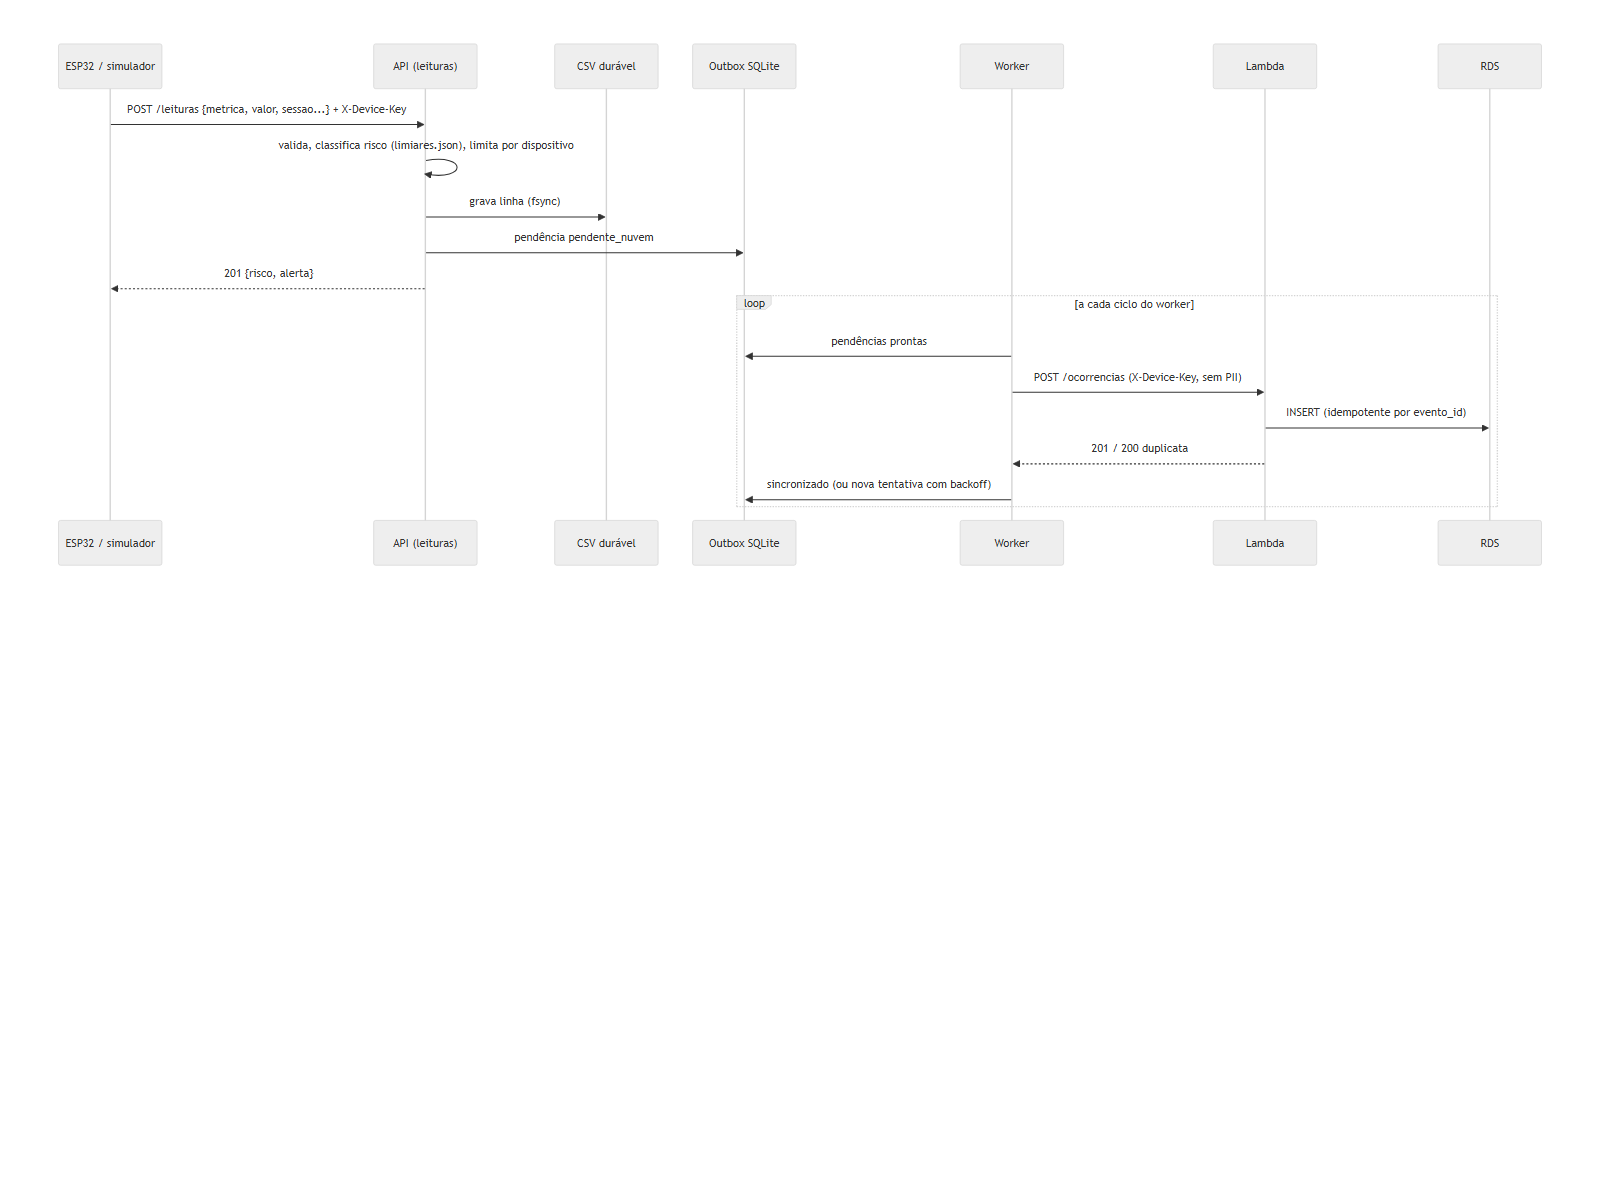 ESP32 / simulador
API (leituras)
CSV durável
Outbox SQLite
Worker
Lambda
RDS
POST /leituras {metrica, valor, sessao...} + X-Device-Key
valida, classifica risco (limiares.json), limita por dispositivo
grava linha (fsync)
pendência pendente_nuvem
201 {risco, alerta}
loop
[a cada ciclo do worker]
pendências prontas
POST /ocorrencias (X-Device-Key, sem PII)
INSERT (idempotente por evento_id)
201 / 200 duplicata
sincronizado (ou nova tentativa com backoff)
ESP32 / simulador
API (leituras)
CSV durável
Outbox SQLite
Worker
Lambda
RDS